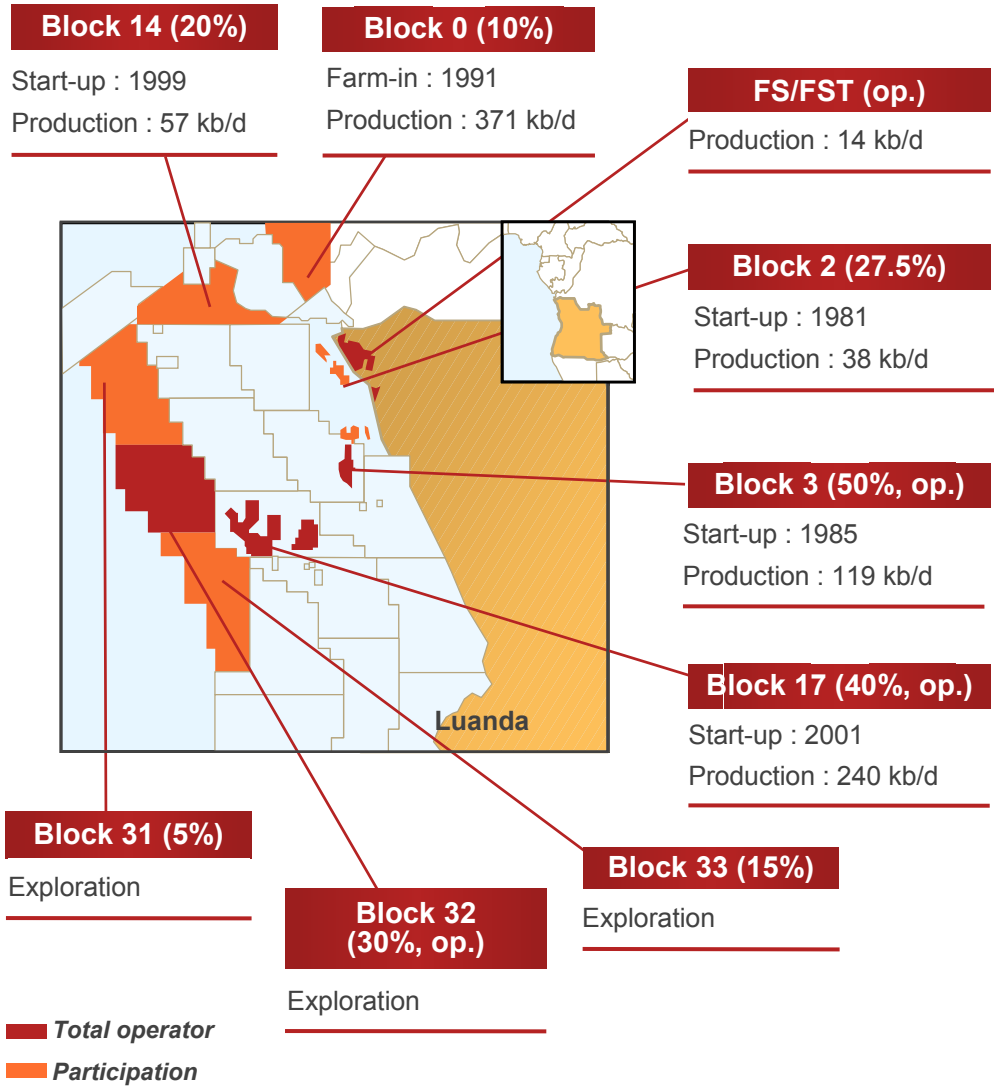 Block 14 (20%)
Start-up : 1999
Production : 57 kb/d
Block 0 (10%)
Farm-in : 1991
Production : 371 kb/d
FS/FST (op.)
Production : 14 kb/d
Block 2 (27.5%)
Start-up : 1981
Production : 38 kb/d
Block 3 (50%, op.)
Start-up : 1985
Production : 119 kb/d
Block 17 (40%, op.)
Start-up : 2001
Production : 240 kb/d
Luanda
Block 31 (5%)
Exploration
Block 32
(30%, op.)
Exploration
Block 33 (15%)
Exploration
Total operator
Participation